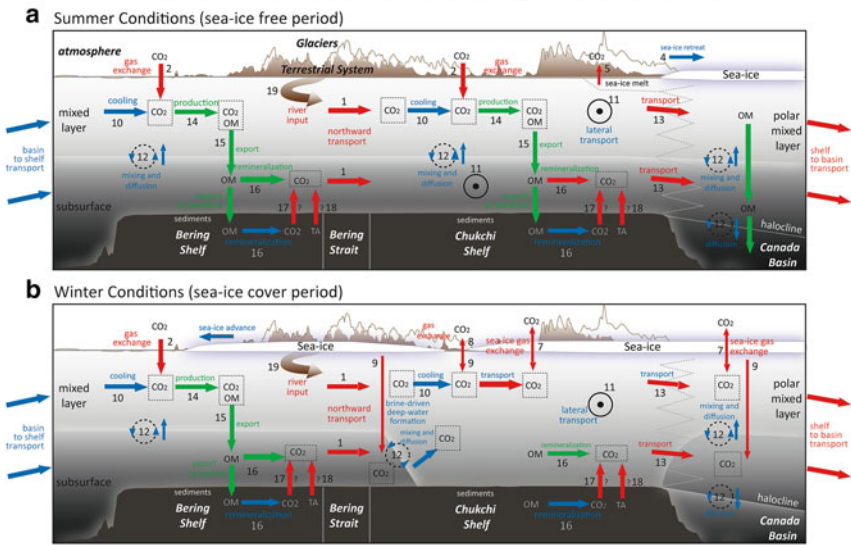 a Summer Conditions (sea-ice free period)
atmosphere
Glaciers
Terrestrial System
CO2
gas exchange
2
CO2
2
gas exchange
CO2
5
sea-ice melt
4
sea-ice retreat
Sea-ice
mixed layer
cooling
10
CO2
production
14
CO2
OM
19
river input
1
northward transport
CO2
cooling
10
CO2
production
14
CO2
OM
11
lateral transport
transport
13
OM
polar mixed layer
basin to shelf transport
shelf to basin transport
12
mixing and diffusion
15
export
remineralization
OM
16
CO2
1
12
mixing and diffusion
11
15
export
remineralization
OM
16
CO2
transport
13
12
mixing and diffusion
OM
subsurface
sediments
17
?
?
18
OM
remineralization
16
CO2
TA
Bering Shelf
Bering Strait
sediments
17
?
?
18
OM
remineralization
16
CO2
TA
Chukchi Shelf
12
diffusion
halocline
Canada Basin
b Winter Conditions (sea-ice cover period)
CO2
gas exchange
2
sea-ice advance
Sea-ice
gas exchange
CO2
8
9
sea-ice gas exchange
CO2
7
Sea-ice
CO2
7
sea-ice gas exchange
9
mixed layer
cooling
10
CO2
production
14
CO2
OM
19
river input
1
northward transport
9
CO2
cooling
10
CO2
transport
CO2
11
lateral transport
transport
13
CO2
polar mixed layer
basin to shelf transport
shelf to basin transport
12
15
export
brine-driven deep-water formation
mixing and diffusion
12
CO2
CO2
mixing and diffusion
12
OM
16
CO2
1
OM
remineralization
16
CO2
transport
13
CO2
subsurface
sediments
17
?
?
18
OM
remineralization
16
CO2
TA
Bering Shelf
Bering Strait
sediments
17
?
?
18
OM
remineralization
16
CO2
TA
Chukchi Shelf
12
diffusion
halocline
Canada Basin